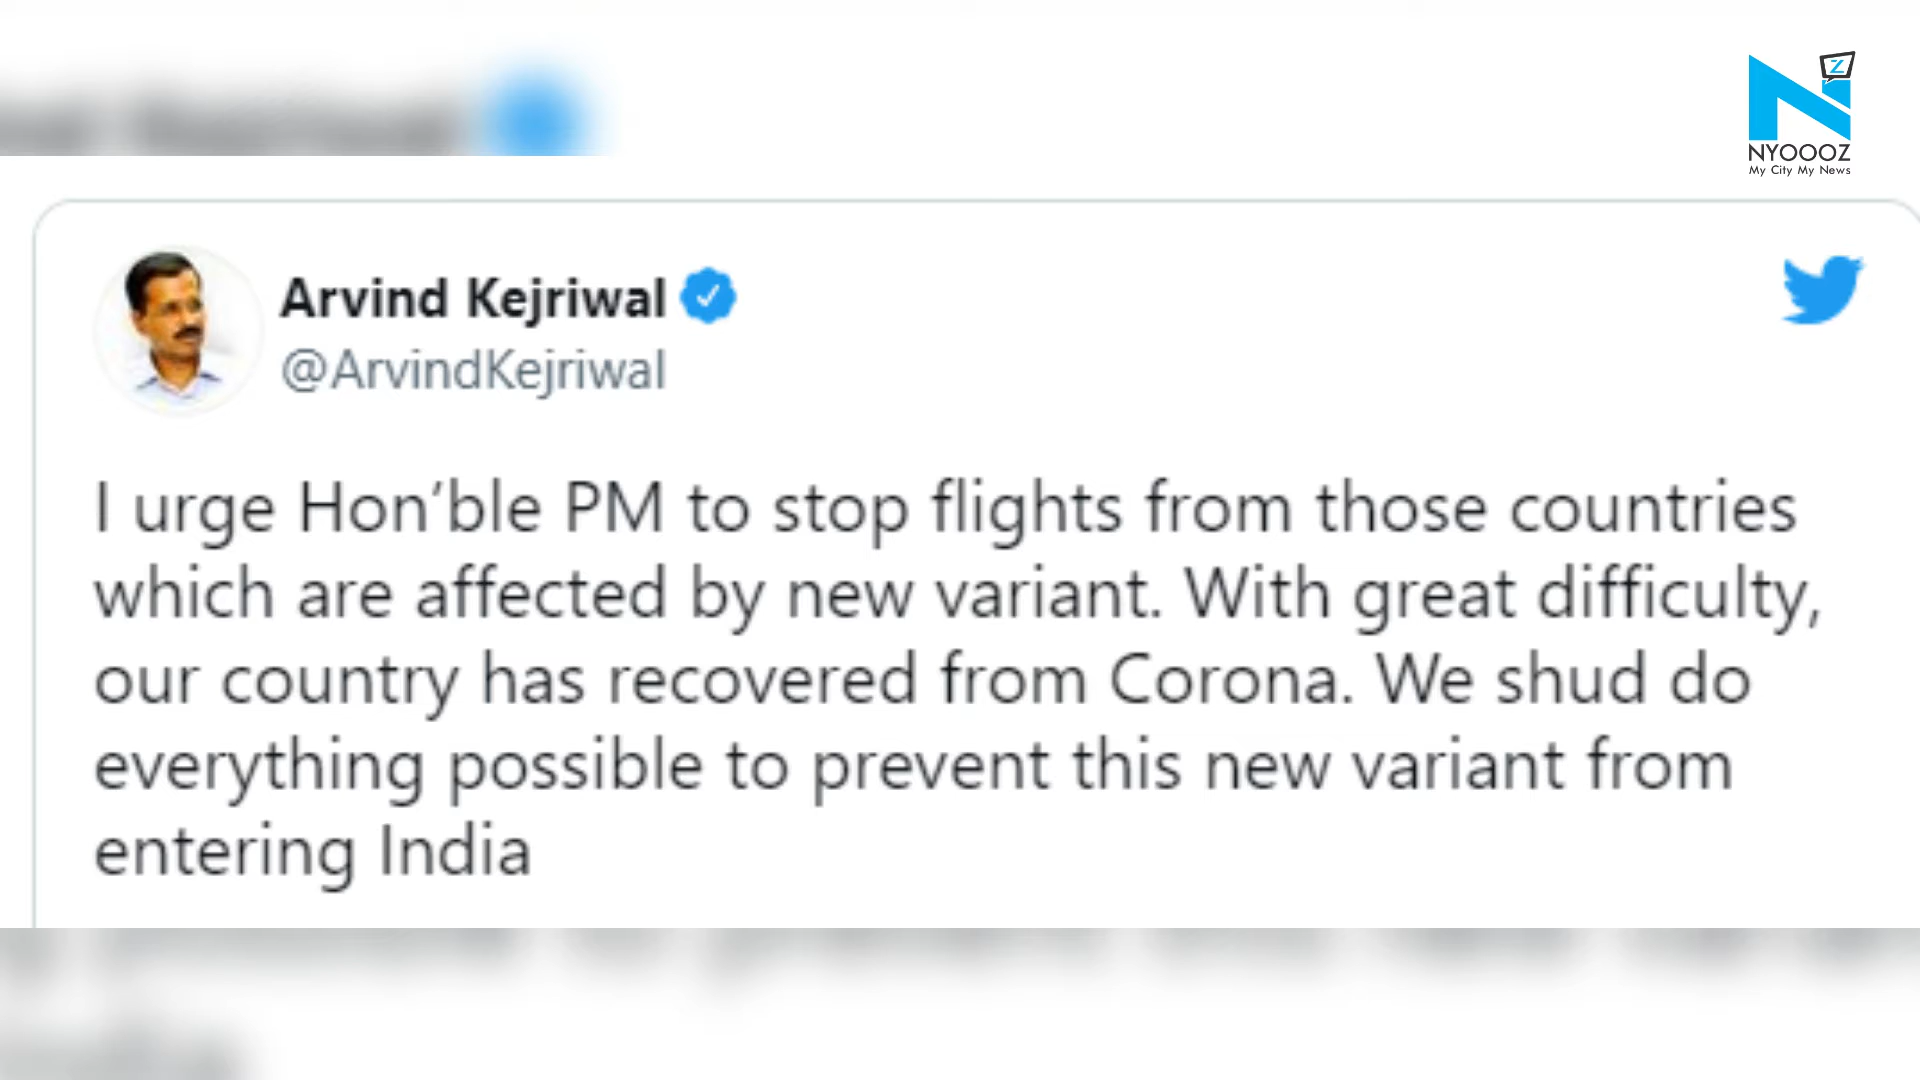 Z
NYOOOZ
My City My News
Arvind Kejriwal
@ArvindKejriwal
I urge Hon’ble PM to stop flights from those countries
which are affected by new variant. With great difficulty,
our country has recovered from Corona. We shud do
everything possible to prevent this new variant from
entering India